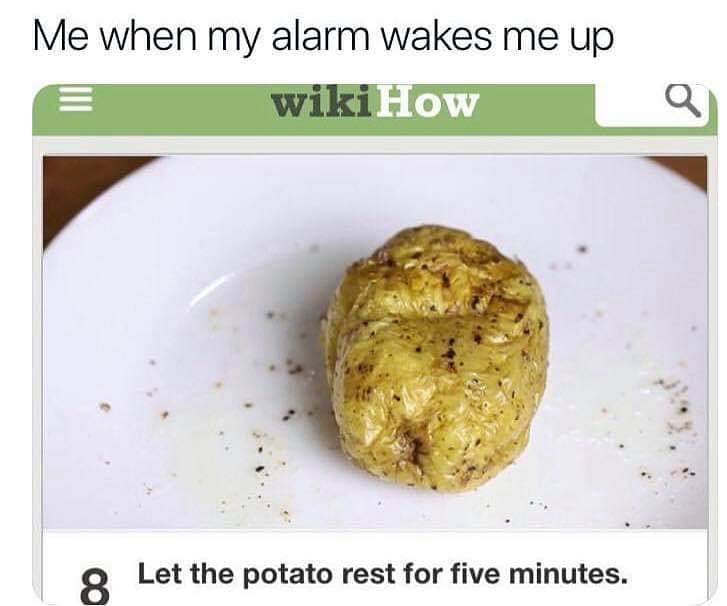 Me when my alarm wakes me up
wikiHow
8 Let the potato rest for five minutes.